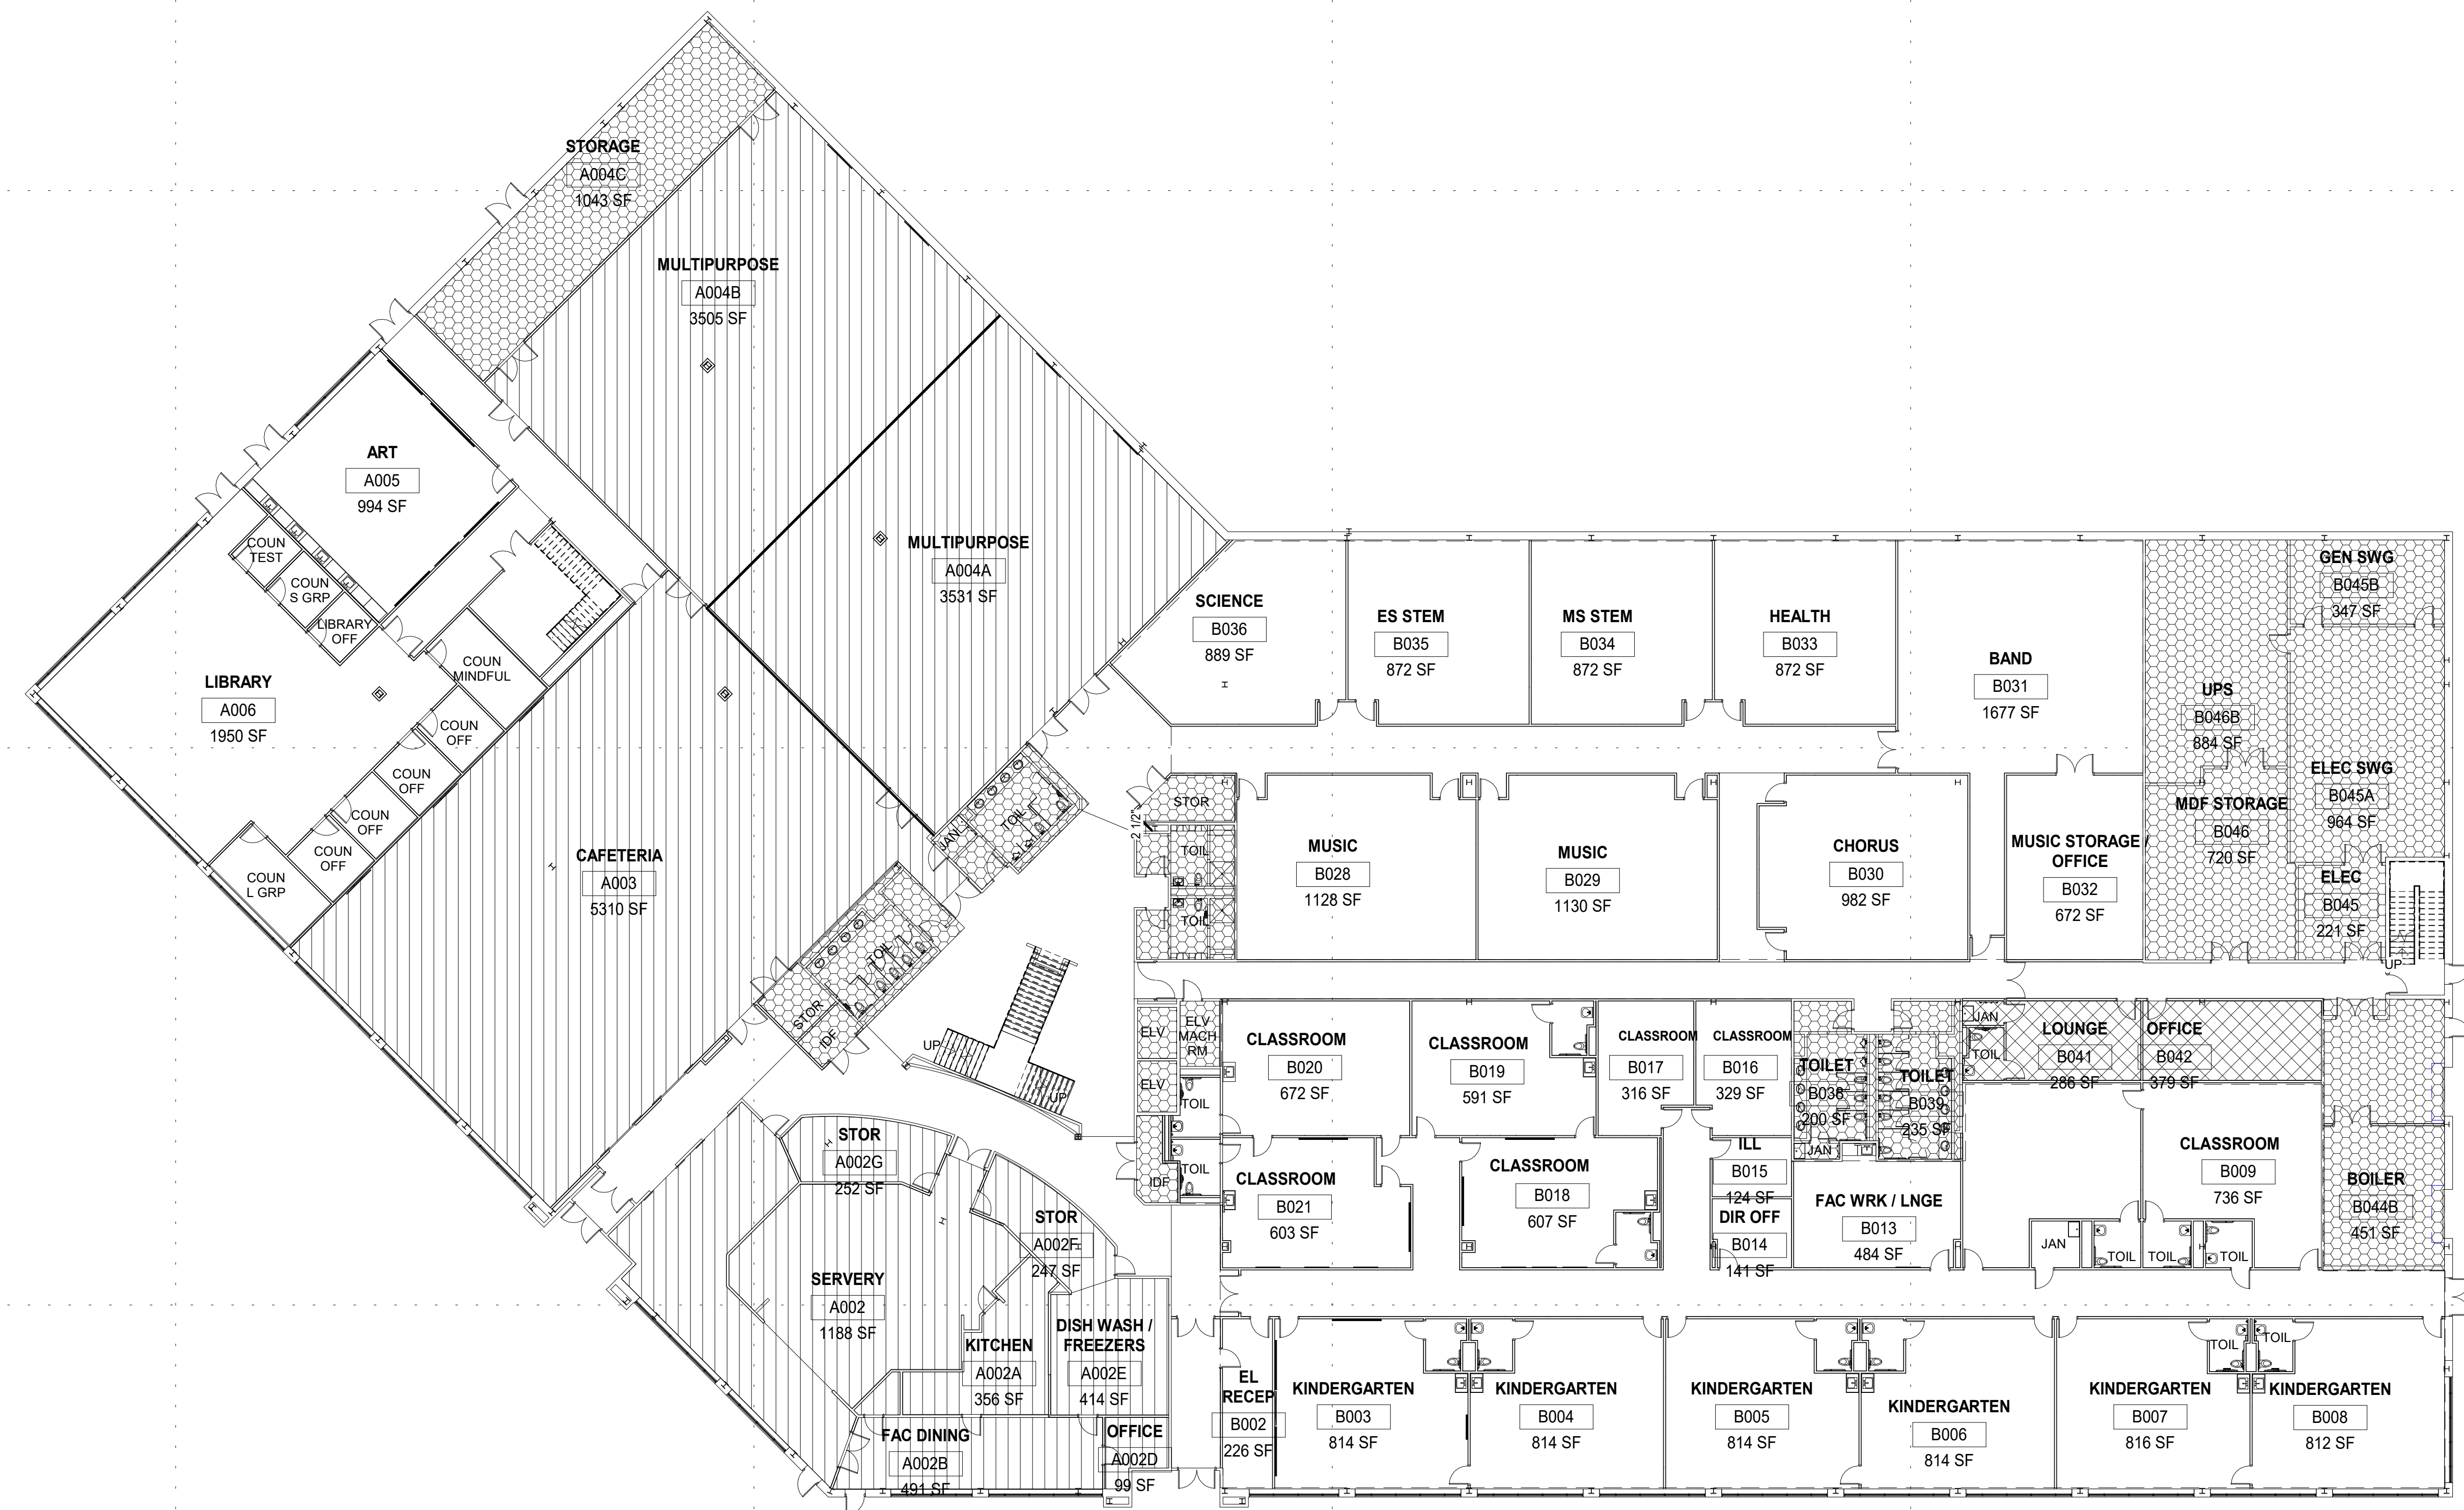 STORAGE
A004C
1043 SF
MULTIPURPOSE
A004B
3505 SF
ART
A005
994 SF
COUN
TEST
COUN
S GRP
LIBRARY
OFF
MULTIPURPOSE
A004A
3531 SF
LIBRARY
A006
1950 SF
COUN
MINDFUL
COUN
OFF
COUN
OFF
COUN
OFF
COUN
OFF
COUN
L GRP
CAFETERIA
A003
5310 SF
JAN
TOIL
TOIL
STOR
IDF
UP
UP
SCIENCE
B036
889 SF
ES STEM
B035
872 SF
MS STEM
B034
872 SF
HEALTH
B033
872 SF
BAND
B031
1677 SF
GEN SWG
B045B
347 SF
UPS
B046B
884 SF
ELEC SWG
B045A
964 SF
MDF STORAGE
B046
720 SF
ELEC
B045
221 SF
UP
STOR
2 1/2"
TOIL
TOIL
MUSIC
B028
1128 SF
MUSIC
B029
1130 SF
CHORUS
B030
982 SF
MUSIC STORAGE /
OFFICE
B032
672 SF
ELV
ELV
MACH
RM
ELV
TOIL
TOIL
IDF
CLASSROOM
B020
672 SF
CLASSROOM
B019
591 SF
CLASSROOM
B017
316 SF
CLASSROOM
B016
329 SF
TOILET
B038
200 SF
TOILET
B039
235 SF
JAN
TOIL
LOUNGE
B041
286 SF
OFFICE
B042
379 SF
CLASSROOM
B021
603 SF
CLASSROOM
B018
607 SF
ILL
B015
124 SF
DIR OFF
B014
141 SF
JAN
FAC WRK / LNGE
B013
484 SF
CLASSROOM
B009
736 SF
JAN
TOIL
TOIL
TOIL
BOILER
B044B
451 SF
STOR
A002G
252 SF
STOR
A002F
247 SF
SERVERY
A002
1188 SF
KITCHEN
A002A
356 SF
DISH WASH /
FREEZERS
A002E
414 SF
FAC DINING
A002B
491 SF
OFFICE
A002D
99 SF
EL
RECEP
B002
226 SF
KINDERGARTEN
B003
814 SF
KINDERGARTEN
B004
814 SF
KINDERGARTEN
B005
814 SF
KINDERGARTEN
B006
814 SF
TOIL
TOIL
KINDERGARTEN
B007
816 SF
KINDERGARTEN
B008
812 SF